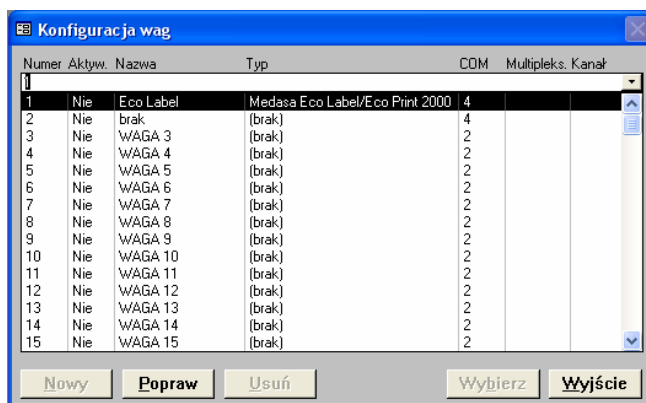 Konfiguracja wag
Numer Aktyw. Nazwa Typ COM Multipleks. Kanał
1
1 Nie Eco Label Medasa Eco Label/Eco Print 2000 4
2 Nie brak (brak) 4
3 Nie WAGA 3 (brak) 2
4 Nie WAGA 4 (brak) 2
5 Nie WAGA 5 (brak) 2
6 Nie WAGA 6 (brak) 2
7 Nie WAGA 7 (brak) 2
8 Nie WAGA 8 (brak) 2
9 Nie WAGA 9 (brak) 2
10 Nie WAGA 10 (brak) 2
11 Nie WAGA 11 (brak) 2
12 Nie WAGA 12 (brak) 2
13 Nie WAGA 13 (brak) 2
14 Nie WAGA 14 (brak) 2
15 Nie WAGA 15 (brak) 2
Nowy Popraw Usuń Wybierz Wyjście